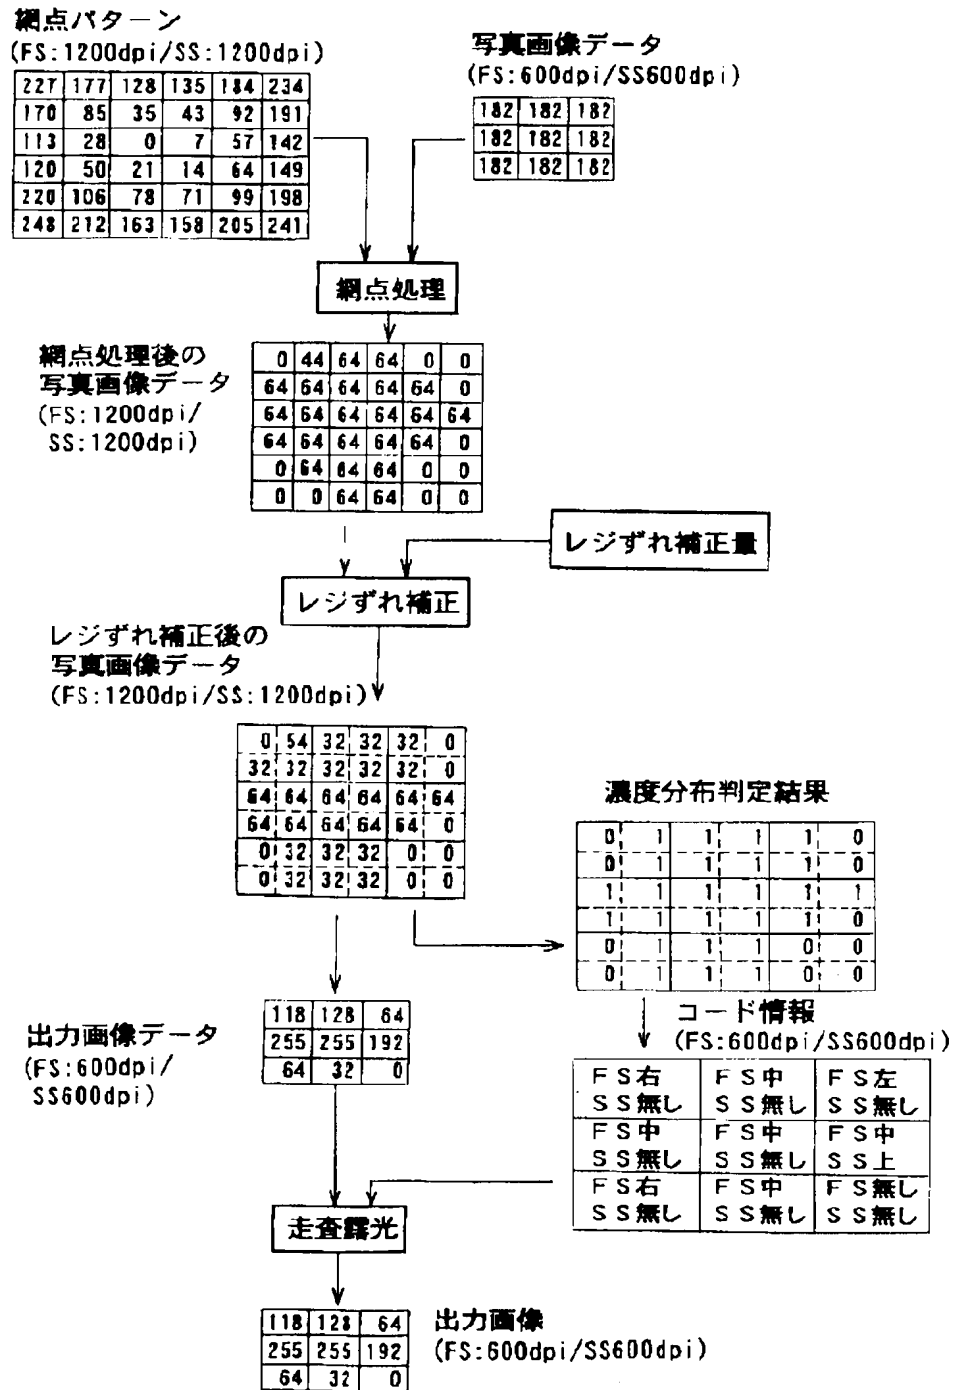 網点パターン
(FS:1200dpi/SS:1200dpi)
227 177 128 135 184 234
170 85 35 43 92 191
113 28 0 7 57 142
120 50 21 14 64 149
220 106 78 71 99 198
248 212 163 158 205 241
写真画像データ
(FS:600dpi/SS600dpi)
182 182 182
182 182 182
182 182 182
網点処理
網点処理後の
写真画像データ
(FS:1200dpi/
SS:1200dpi)
0 44 64 64 0 0
64 64 64 64 64 0
64 64 64 64 64 64
64 64 64 64 64 0
0 64 64 64 0 0
0 0 64 64 0 0
レジずれ補正量
レジずれ補正
レジずれ補正後の
写真画像データ
(FS:1200dpi/SS:1200dpi)
0 54 32 32 32 0
32 32 32 32 32 0
64 64 64 64 64 64
64 64 64 64 64 0
0 32 32 32 0 0
0 32 32 32 0 0
濃度分布判定結果
0 1 1 1 1 0
0 1 1 1 1 0
1 1 1 1 1 1
1 1 1 1 1 0
0 1 1 1 0 0
0 1 1 1 0 0
出力画像データ
(FS:600dpi/
SS600dpi)
118 128 64
255 255 192
64 32 0
コード情報
(FS:600dpi/SS600dpi)
FS右 FS中 FS左
SS無し SS無し SS無し
FS中 FS中 FS中
SS無し SS無し SS上
FS右 FS中 FS無し
SS無し SS無し SS無し
走査露光
118 128 64
255 255 192
64 32 0
出力画像
(FS:600dpi/SS600dpi)